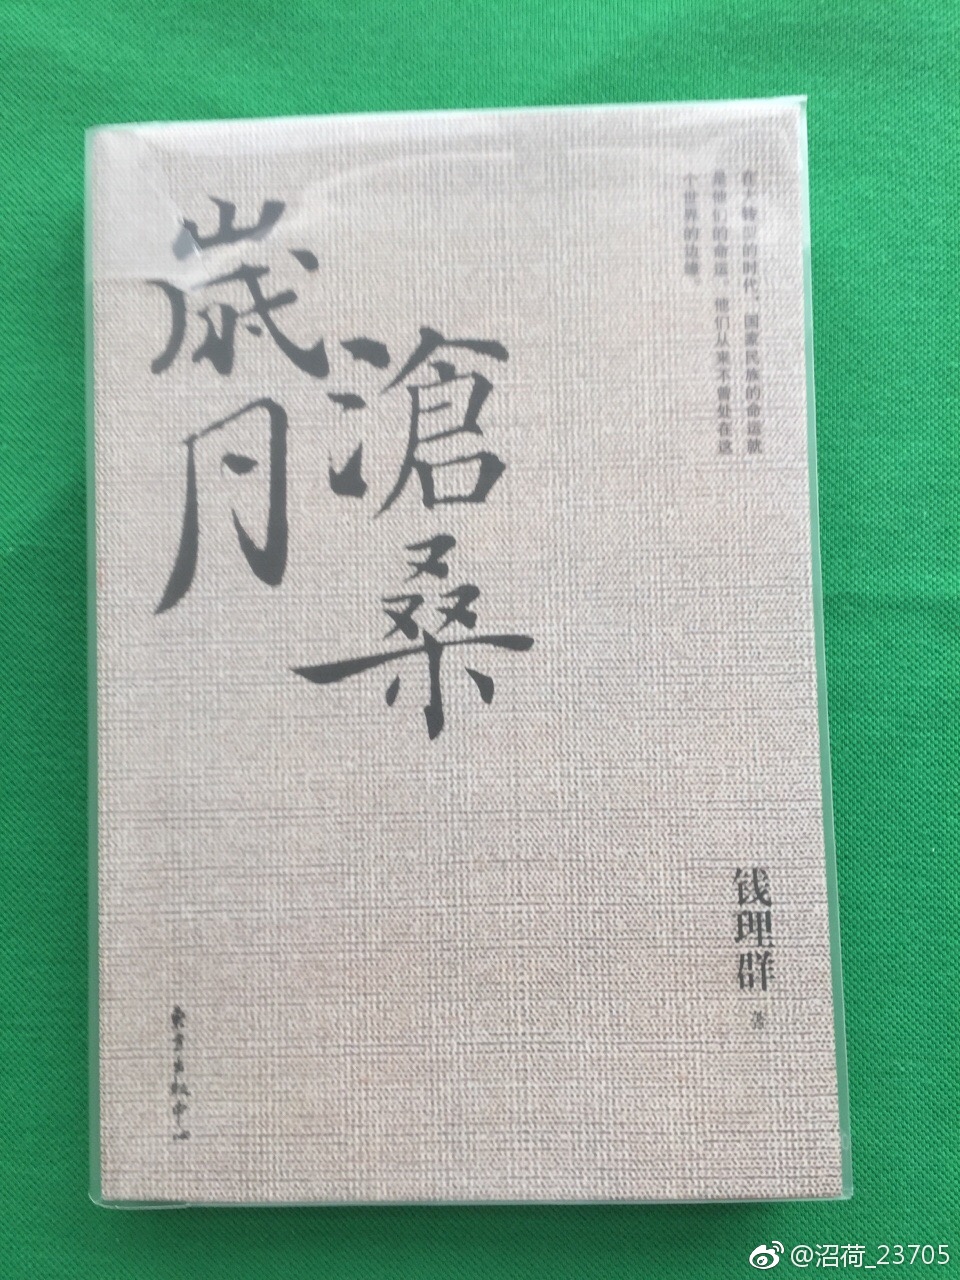 歲月
滄桑
在大转型的时代，国家民族的命运就
是他们的命运，他们从来不曾处在这
个世界的边缘。
钱理群 著
东方出版中心
@沼荷_23705